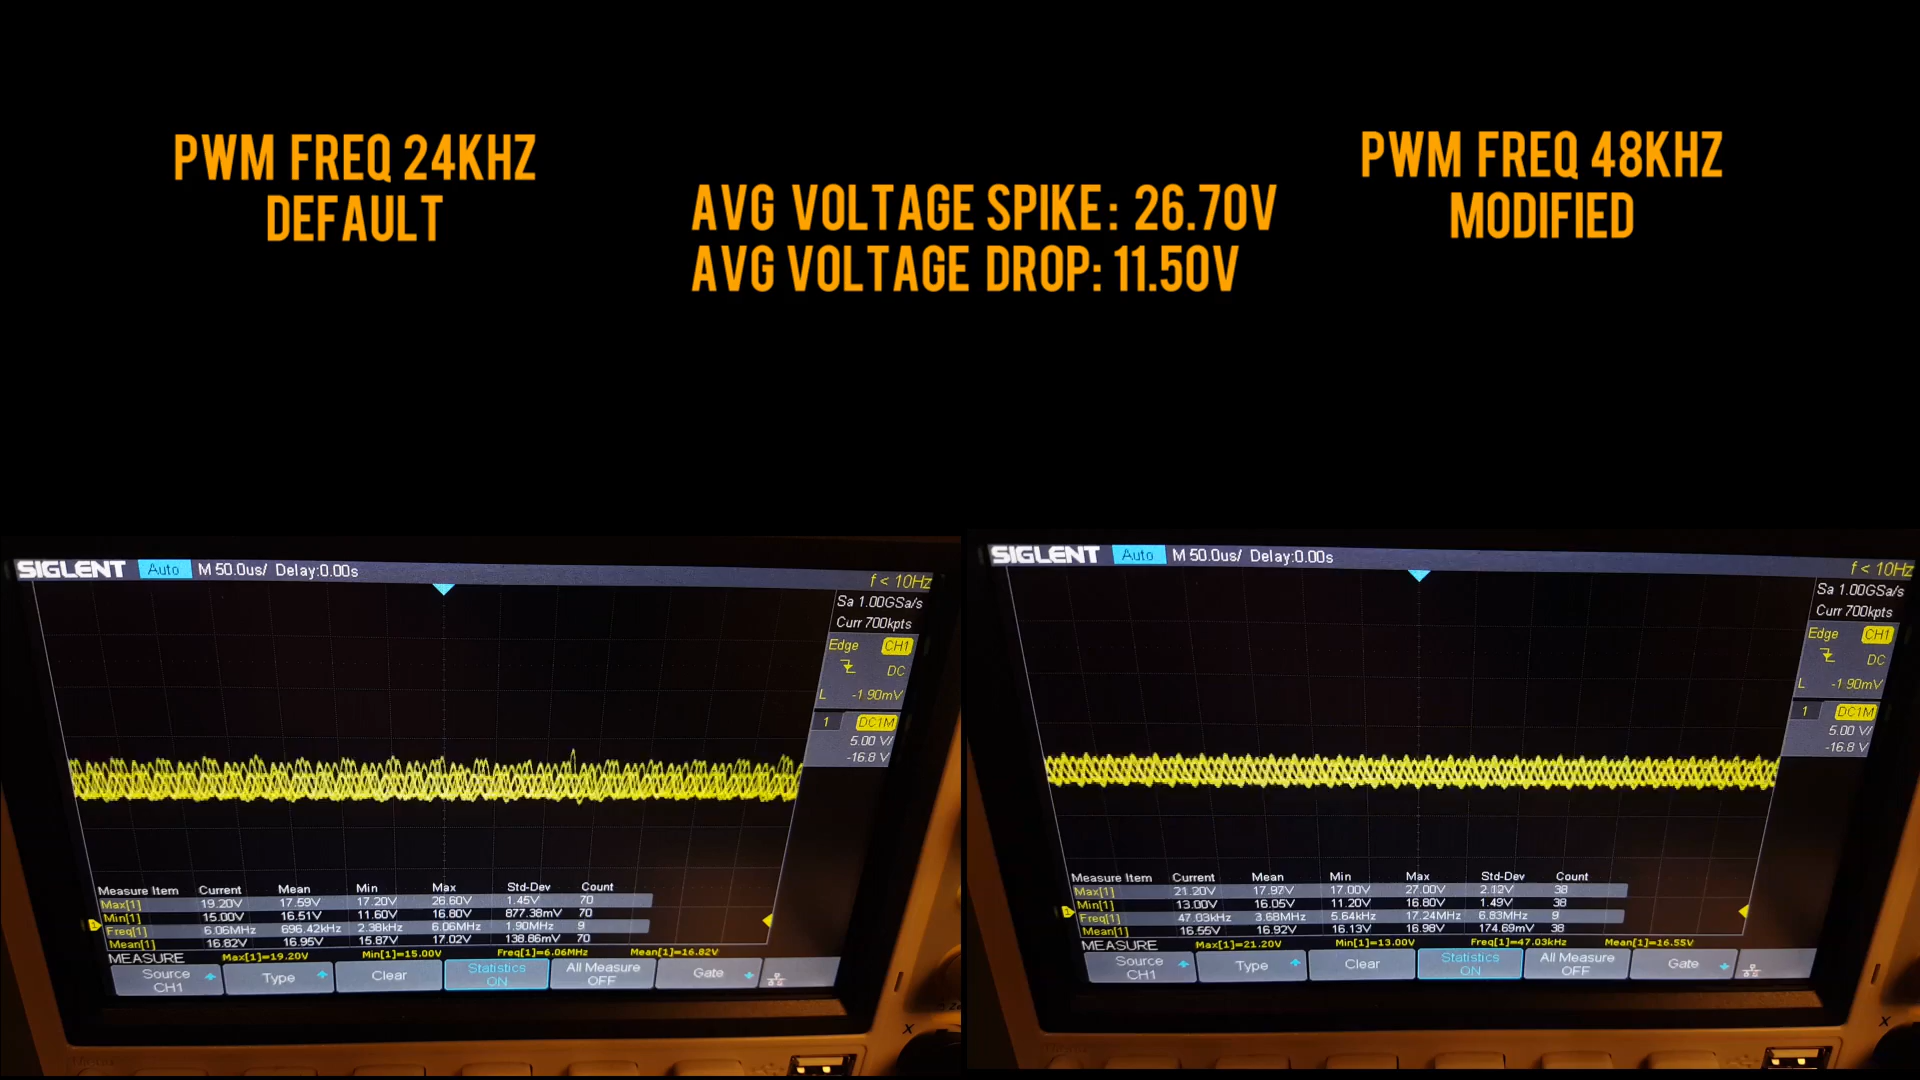 PWM FREQ 24KHZ
DEFAULT
AVG VOLTAGE SPIKE: 26.70V
AVG VOLTAGE DROP: 11.50V
PWM FREQ 48KHZ
MODIFIED
SIGLENT Auto M 50.0us/ Delay:0.00s
f < 10Hz
Sa 1.00GSa/s
Curr 700kpts
Edge CH1
DC
L -1.90mV
1 DC1M
5.00 V/
-16.8 V
Measure Item Current Mean Min Max Std-Dev Count
Max[1] 19.20V 17.59V 17.20V 26.60V 1.45V 70
Min[1] 15.00V 16.51V 11.60V 16.80V 877.38mV 70
Freq[1] 6.06MHz 696.42kHz 2.38kHz 6.06MHz 1.90MHz 9
Mean[1] 16.82V 16.95V 15.87V 17.02V 138.86mV 70
MEASURE Max[1]=19.20V Min[1]=15.00V Freq[1]=6.06MHz Mean[1]=16.82V
Source CH1 Type Clear Statistics ON All Measure OFF Gate
SIGLENT Auto M 50.0us/ Delay:0.00s
f < 10Hz
Sa 1.00GSa/s
Curr 700kpts
Edge CH1
DC
L -1.90mV
1 DC1M
5.00 V/
-16.8 V
Measure Item Current Mean Min Max Std-Dev Count
Max[1] 21.20V 17.97V 17.00V 27.00V 2.12V 38
Min[1] 13.00V 16.05V 11.20V 16.80V 1.49V 38
Freq[1] 47.03kHz 3.68MHz 5.64kHz 17.24MHz 6.83MHz 9
Mean[1] 16.55V 16.92V 16.13V 16.98V 174.69mV 38
MEASURE Max[1]=21.20V Min[1]=13.00V Freq[1]=47.03kHz Mean[1]=16.55V
Source CH1 Type Clear Statistics ON All Measure OFF Gate